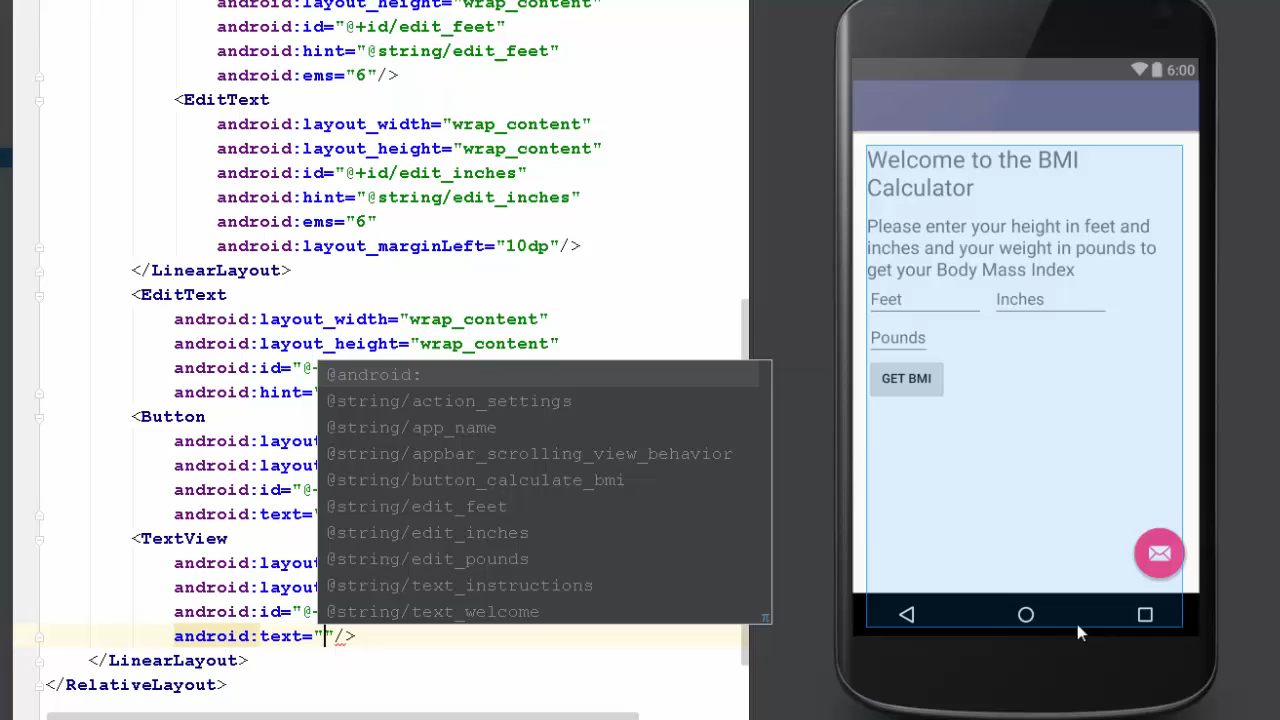 android:layout_height="wrap_content"
android:id="@+id/edit_feet"
android:hint="@string/edit_feet"
android:ems="6"/>
<EditText
android:layout_width="wrap_content"
android:layout_height="wrap_content"
android:id="@+id/edit_inches"
android:hint="@string/edit_inches"
android:ems="6"
android:layout_marginLeft="10dp"/>
</LinearLayout>
<EditText
android:layout_width="wrap_content"
android:layout_height="wrap_content"
android:id="@
android:hint="
<Button
android:layou
android:layou
android:id="@
android:text="
<TextView
android:layou
android:layou
android:id="@
android:text=""/>
</LinearLayout>
</RelativeLayout>
@android:
@string/action_settings
@string/app_name
@string/appbar_scrolling_view_behavior
@string/button_calculate_bmi
@string/edit_feet
@string/edit_inches
@string/edit_pounds
@string/text_instructions
@string/text_welcome
π
6:00
Welcome to the BMI
Calculator
Please enter your height in feet and
inches and your weight in pounds to
get your Body Mass Index
Feet Inches
Pounds
GET BMI